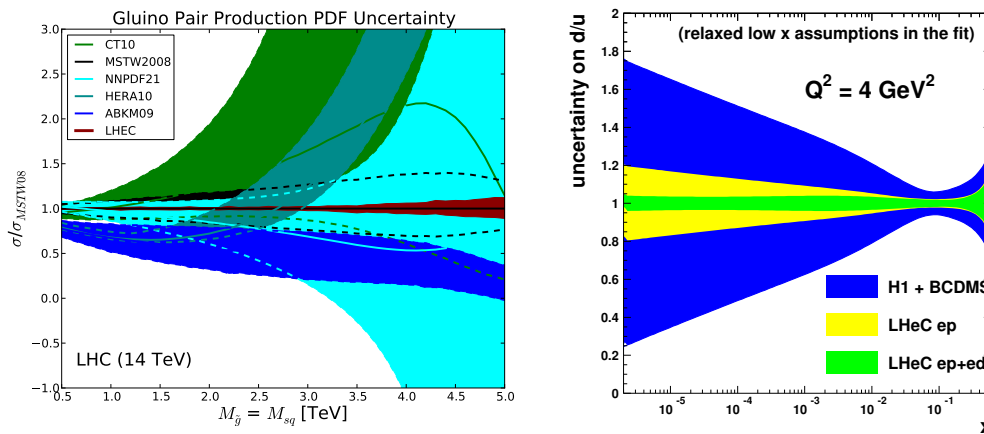 Gluino Pair Production PDF Uncertainty
3.0
2.5
2.0
1.5
1.0
0.5
0.0
−0.5
−1.0
σ/σ_MSTW08
CT10
MSTW2008
NNPDF21
HERA10
ABKM09
LHEC
LHC (14 TeV)
0.5 1.0 1.5 2.0 2.5 3.0 3.5 4.0 4.5 5.0
M_g̃ = M_sq [TeV]
uncertainty on d/u
2
1.8
1.6
1.4
1.2
1
0.8
0.6
0.4
0.2
0
(relaxed low x assumptions in the fit)
Q² = 4 GeV²
H1 + BCDMS
LHeC ep
LHeC ep+ed
10⁻⁵ 10⁻⁴ 10⁻³ 10⁻² 10⁻¹
x